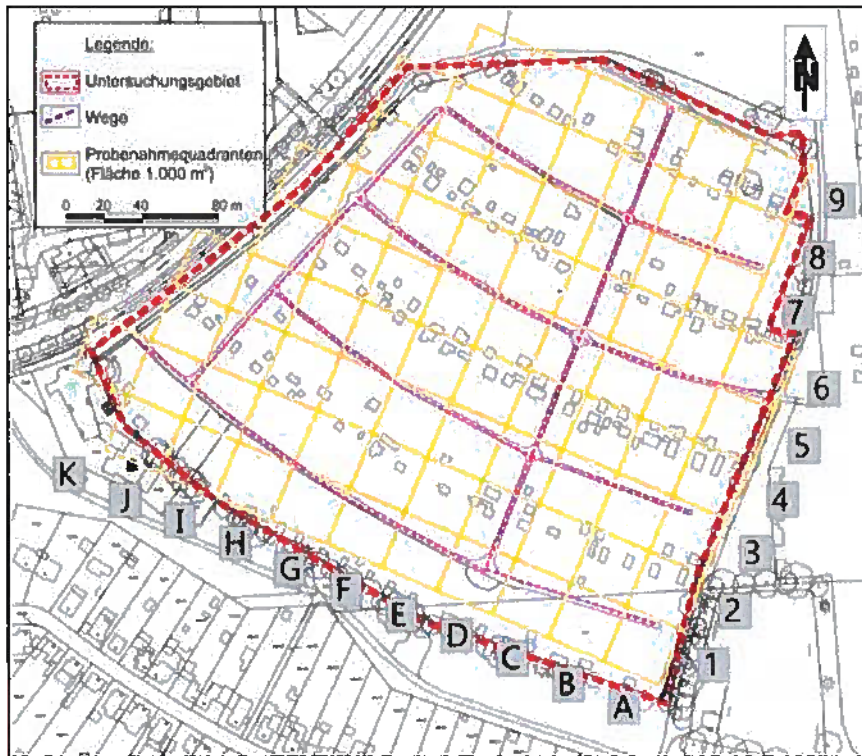 Legende:
Untersuchungsgebiet
Wege
Probenahmequadranten
(Fläche 1.000 m²)
0 20 40 80 m
N
9
8
7
6
5
4
3
2
1
K
J
I
H
G
F
E
D
C
B
A